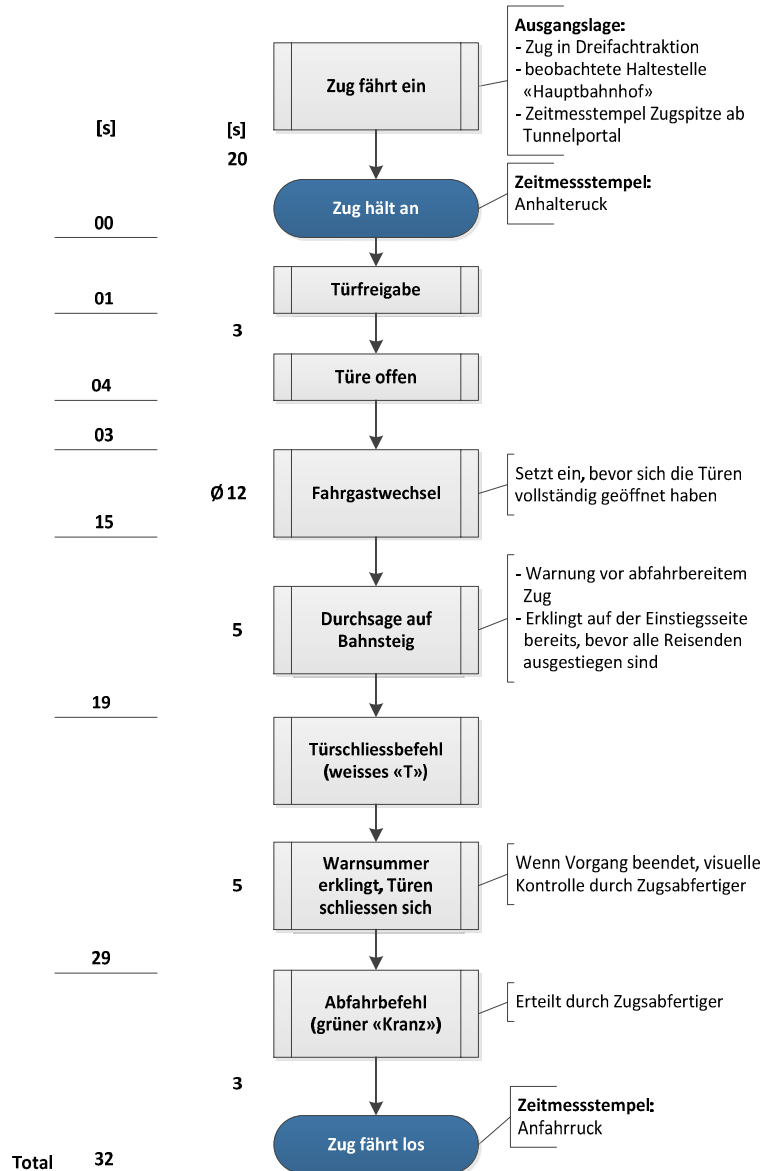 Ausgangslage:
- Zug in Dreifachtraktion
- beobachtete Haltestelle
«Hauptbahnhof»
- Zeitmesstempel Zugspitze ab
Tunnelportal
Zug fährt ein
[s]
[s]
20
Zeitmessstempel:
Anhalteruck
Zug hält an
00
Türfreigabe
01
3
Türe offen
04
03
Setzt ein, bevor sich die Türen
vollständig geöffnet haben
Ø 12
Fahrgastwechsel
15
- Warnung vor abfahrbereitem
Zug
- Erklingt auf der Einstiegsseite
bereits, bevor alle Reisenden
ausgestiegen sind
5
Durchsage auf
Bahnsteig
19
Türschliessbefehl
(weisses «T»)
Warnsummer
erklingt, Türen
schliessen sich
5
Wenn Vorgang beendet, visuelle
Kontrolle durch Zugsabfertiger
29
Abfahrbefehl
(grüner «Kranz»)
Erteilt durch Zugsabfertiger
3
Zeitmessstempel:
Anfahrruck
Zug fährt los
Total 32